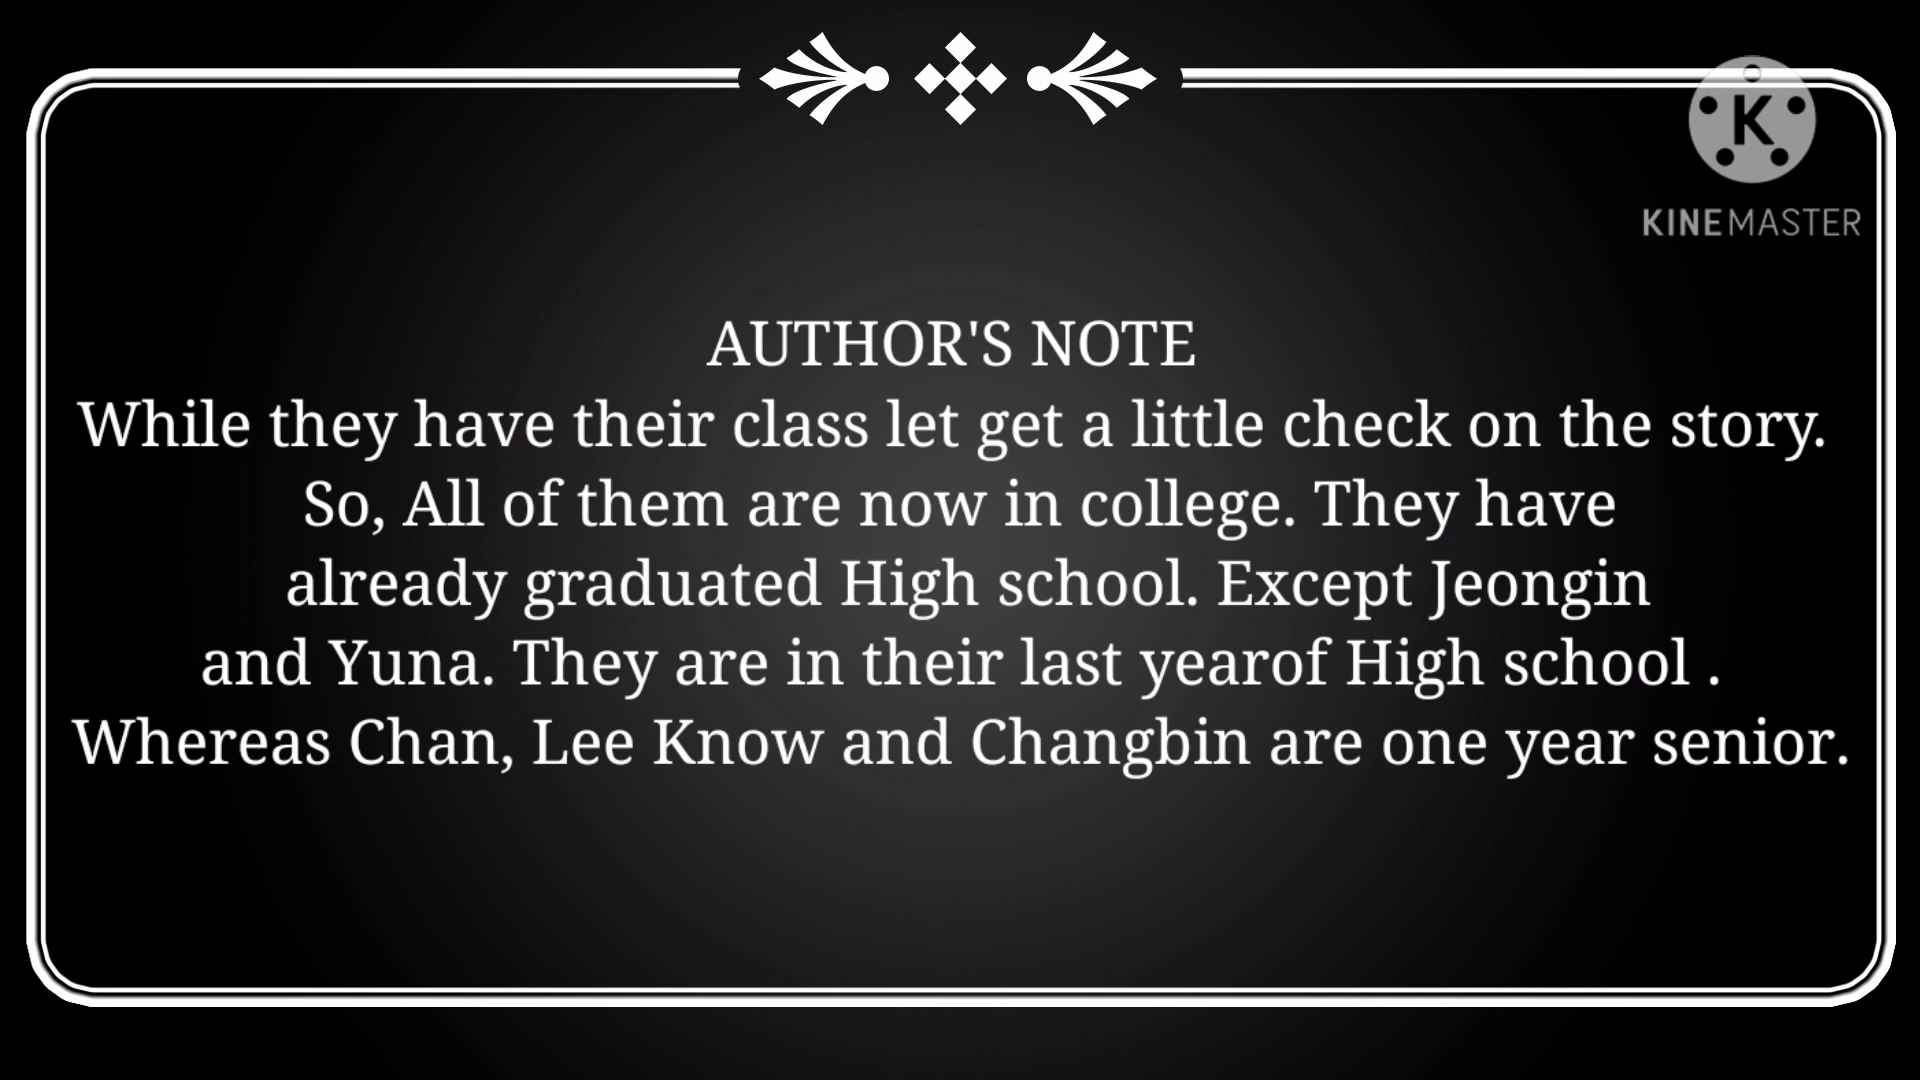 K
KINEMASTER
AUTHOR'S NOTE
While they have their class let get a little check on the story.
So, All of them are now in college. They have
already graduated High school. Except Jeongin
and Yuna. They are in their last yearof High school .
Whereas Chan, Lee Know and Changbin are one year senior.